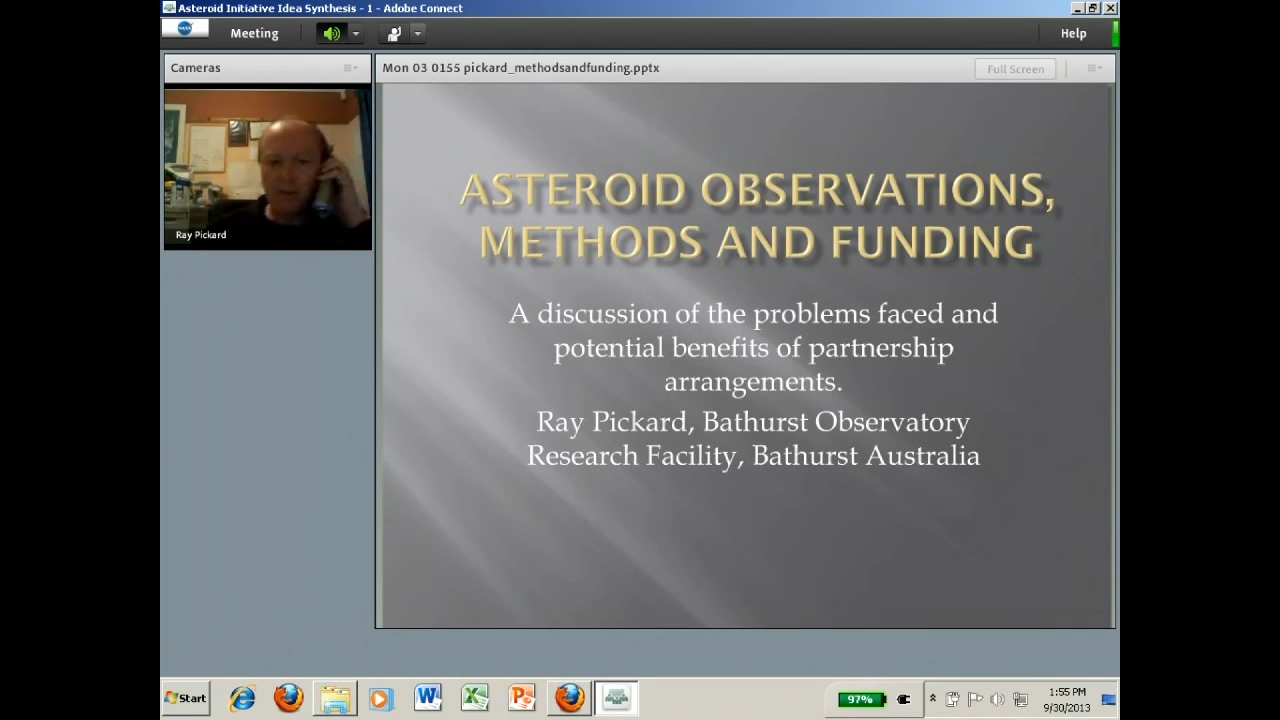 Asteroid Initiative Idea Synthesis - 1 - Adobe Connect
Meeting
Help
Cameras
Mon 03 0155 pickard_methodsandfunding.pptx
Full Screen
Ray Pickard
ASTEROID OBSERVATIONS,
METHODS AND FUNDING
A discussion of the problems faced and
potential benefits of partnership
arrangements.
Ray Pickard, Bathurst Observatory
Research Facility, Bathurst Australia
Start
97%
1:55 PM
9/30/2013